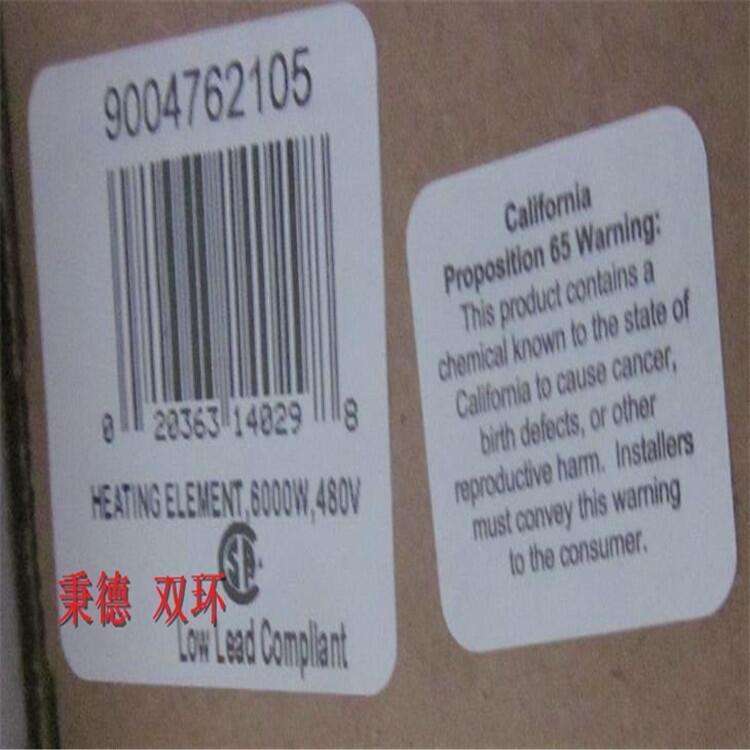 9004762105
0 20363 14029 8
HEATING ELEMENT,6000W,480V
秉德 双环
Low Lead Compliant
California
Proposition 65 Warning:
This product contains a
chemical known to the state of
California to cause cancer,
birth defects, or other
reproductive harm. Installers
must convey this warning
to the consumer.